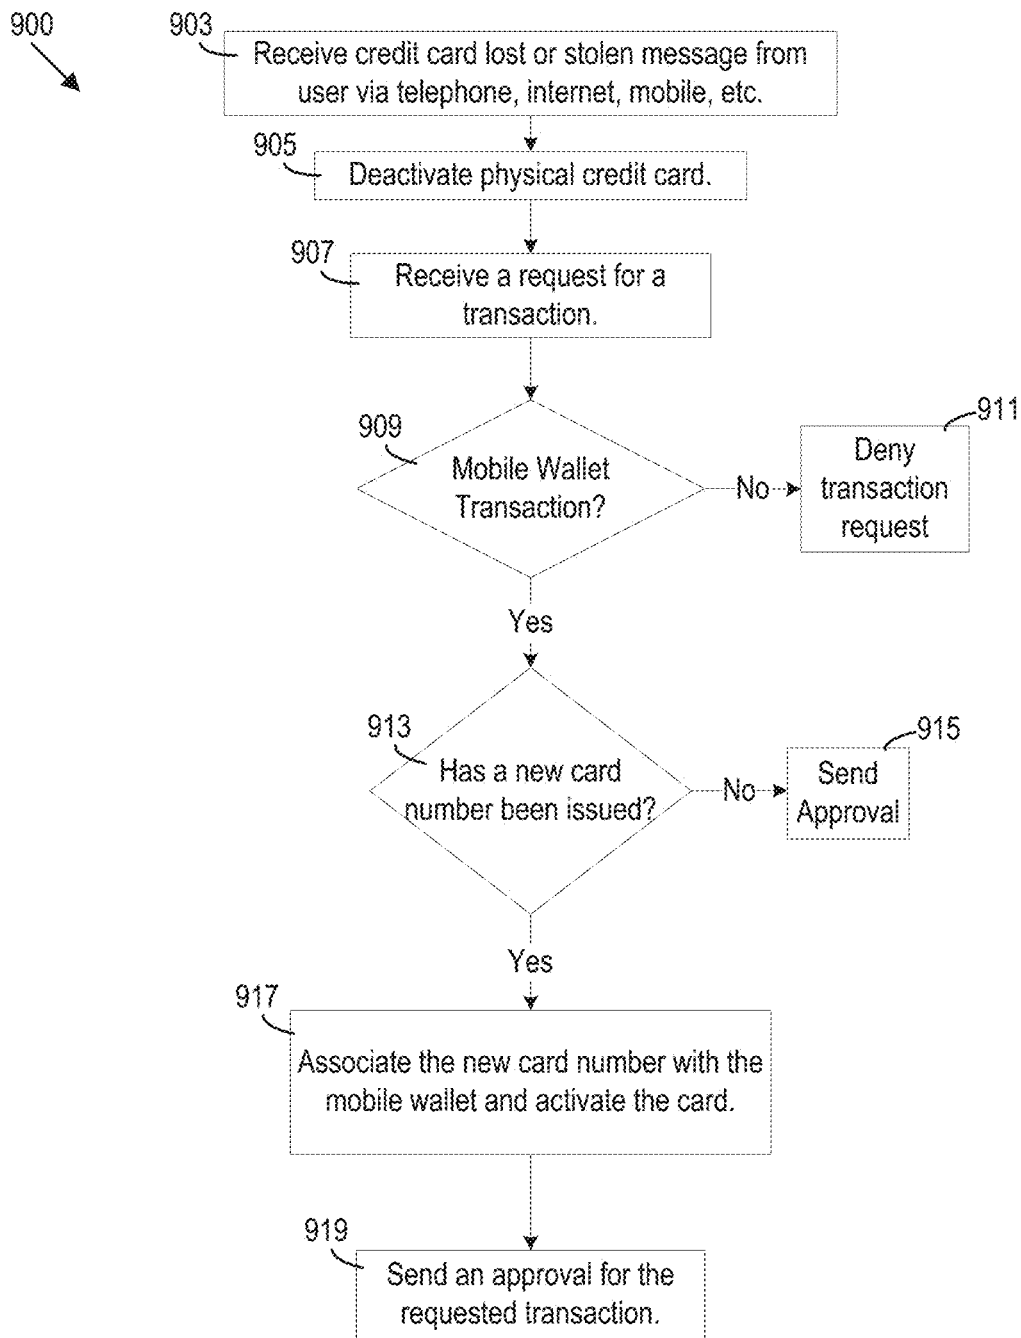 900
903
Receive credit card lost or stolen message from
user via telephone, internet, mobile, etc.
905
Deactivate physical credit card.
907
Receive a request for a
transaction.
909
Mobile Wallet
Transaction?
No
911
Deny
transaction
request
Yes
913
Has a new card
number been issued?
No
915
Send
Approval
Yes
917
Associate the new card number with the
mobile wallet and activate the card.
919
Send an approval for the
requested transaction.